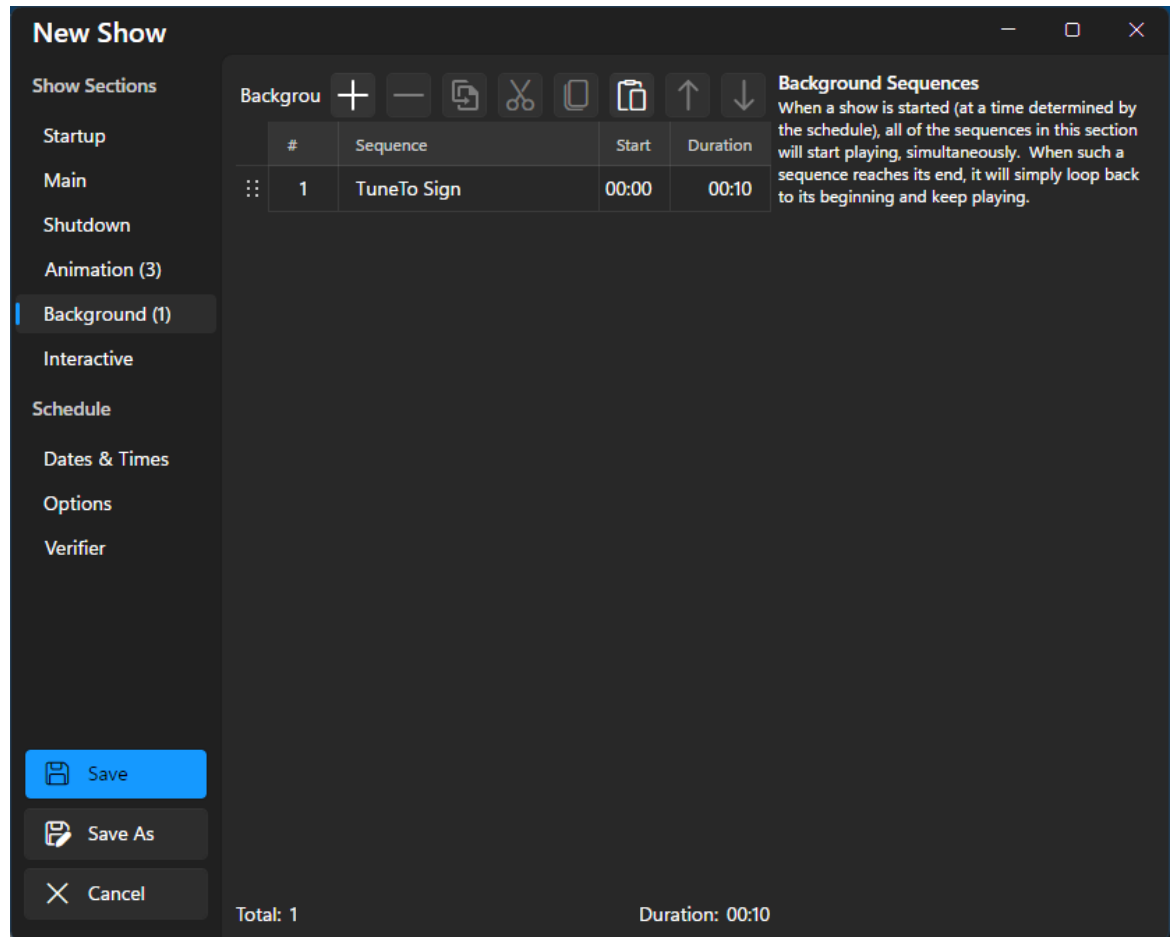 New Show
Show Sections
Startup
Main
Shutdown
Animation (3)
Background (1)
Interactive
Schedule
Dates & Times
Options
Verifier
Save
Save As
Cancel
Backgrou
# Sequence Start Duration
1 TuneTo Sign 00:00 00:10
Total: 1 Duration: 00:10
Background Sequences
When a show is started (at a time determined by
the schedule), all of the sequences in this section
will start playing, simultaneously. When such a
sequence reaches its end, it will simply loop back
to its beginning and keep playing.